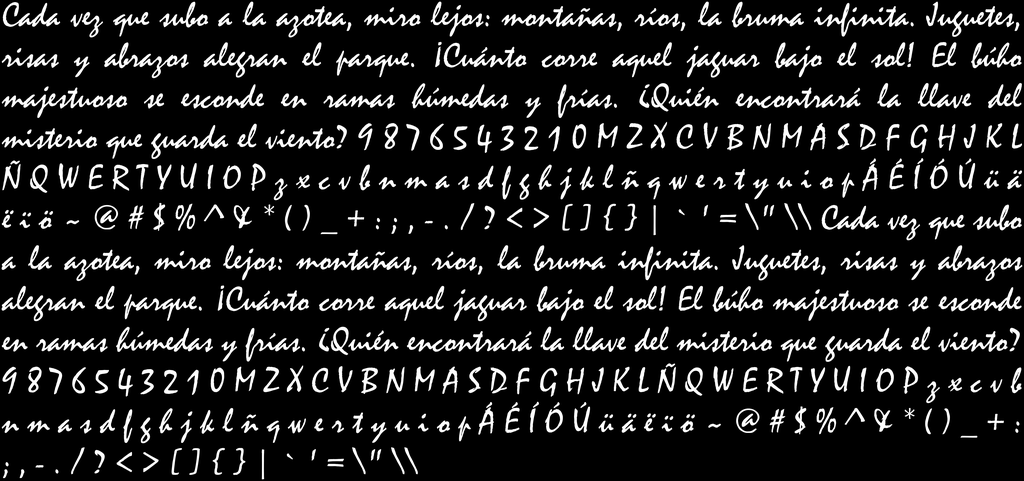 Cada vez que subo a la azotea, miro lejos: montañas, ríos, la bruma infinita. Juguetes,
risas y abrazos alegran el parque. ¡Cuánto corre aquel jaguar bajo el sol! El búho
majestuoso se esconde en ramas húmedas y frías. ¿Quién encontrará la llave del
misterio que guarda el viento? 9 8 7 6 5 4 3 2 1 0 M Z X C V B N M A S D F G H J K L
Ñ Q W E R T Y U I O P z x c v b n m a s d f g h j k l ñ q w e r t y u i o p Á É Í Ó Ú ü ä
ë ï ö ~ @ # $ % ^ & * ( ) _ + : ; , - . / ? < > [ ] { } | ` ' = \" \\ Cada vez que subo
a la azotea, miro lejos: montañas, ríos, la bruma infinita. Juguetes, risas y abrazos
alegran el parque. ¡Cuánto corre aquel jaguar bajo el sol! El búho majestuoso se esconde
en ramas húmedas y frías. ¿Quién encontrará la llave del misterio que guarda el viento?
9 8 7 6 5 4 3 2 1 0 M Z X C V B N M A S D F G H J K L Ñ Q W E R T Y U I O P z x c v b
n m a s d f g h j k l ñ q w e r t y u i o p Á É Í Ó Ú ü ä ë ï ö ~ @ # $ % ^ & * ( ) _ + :
; , - . / ? < > [ ] { } | ` ' = \" \\